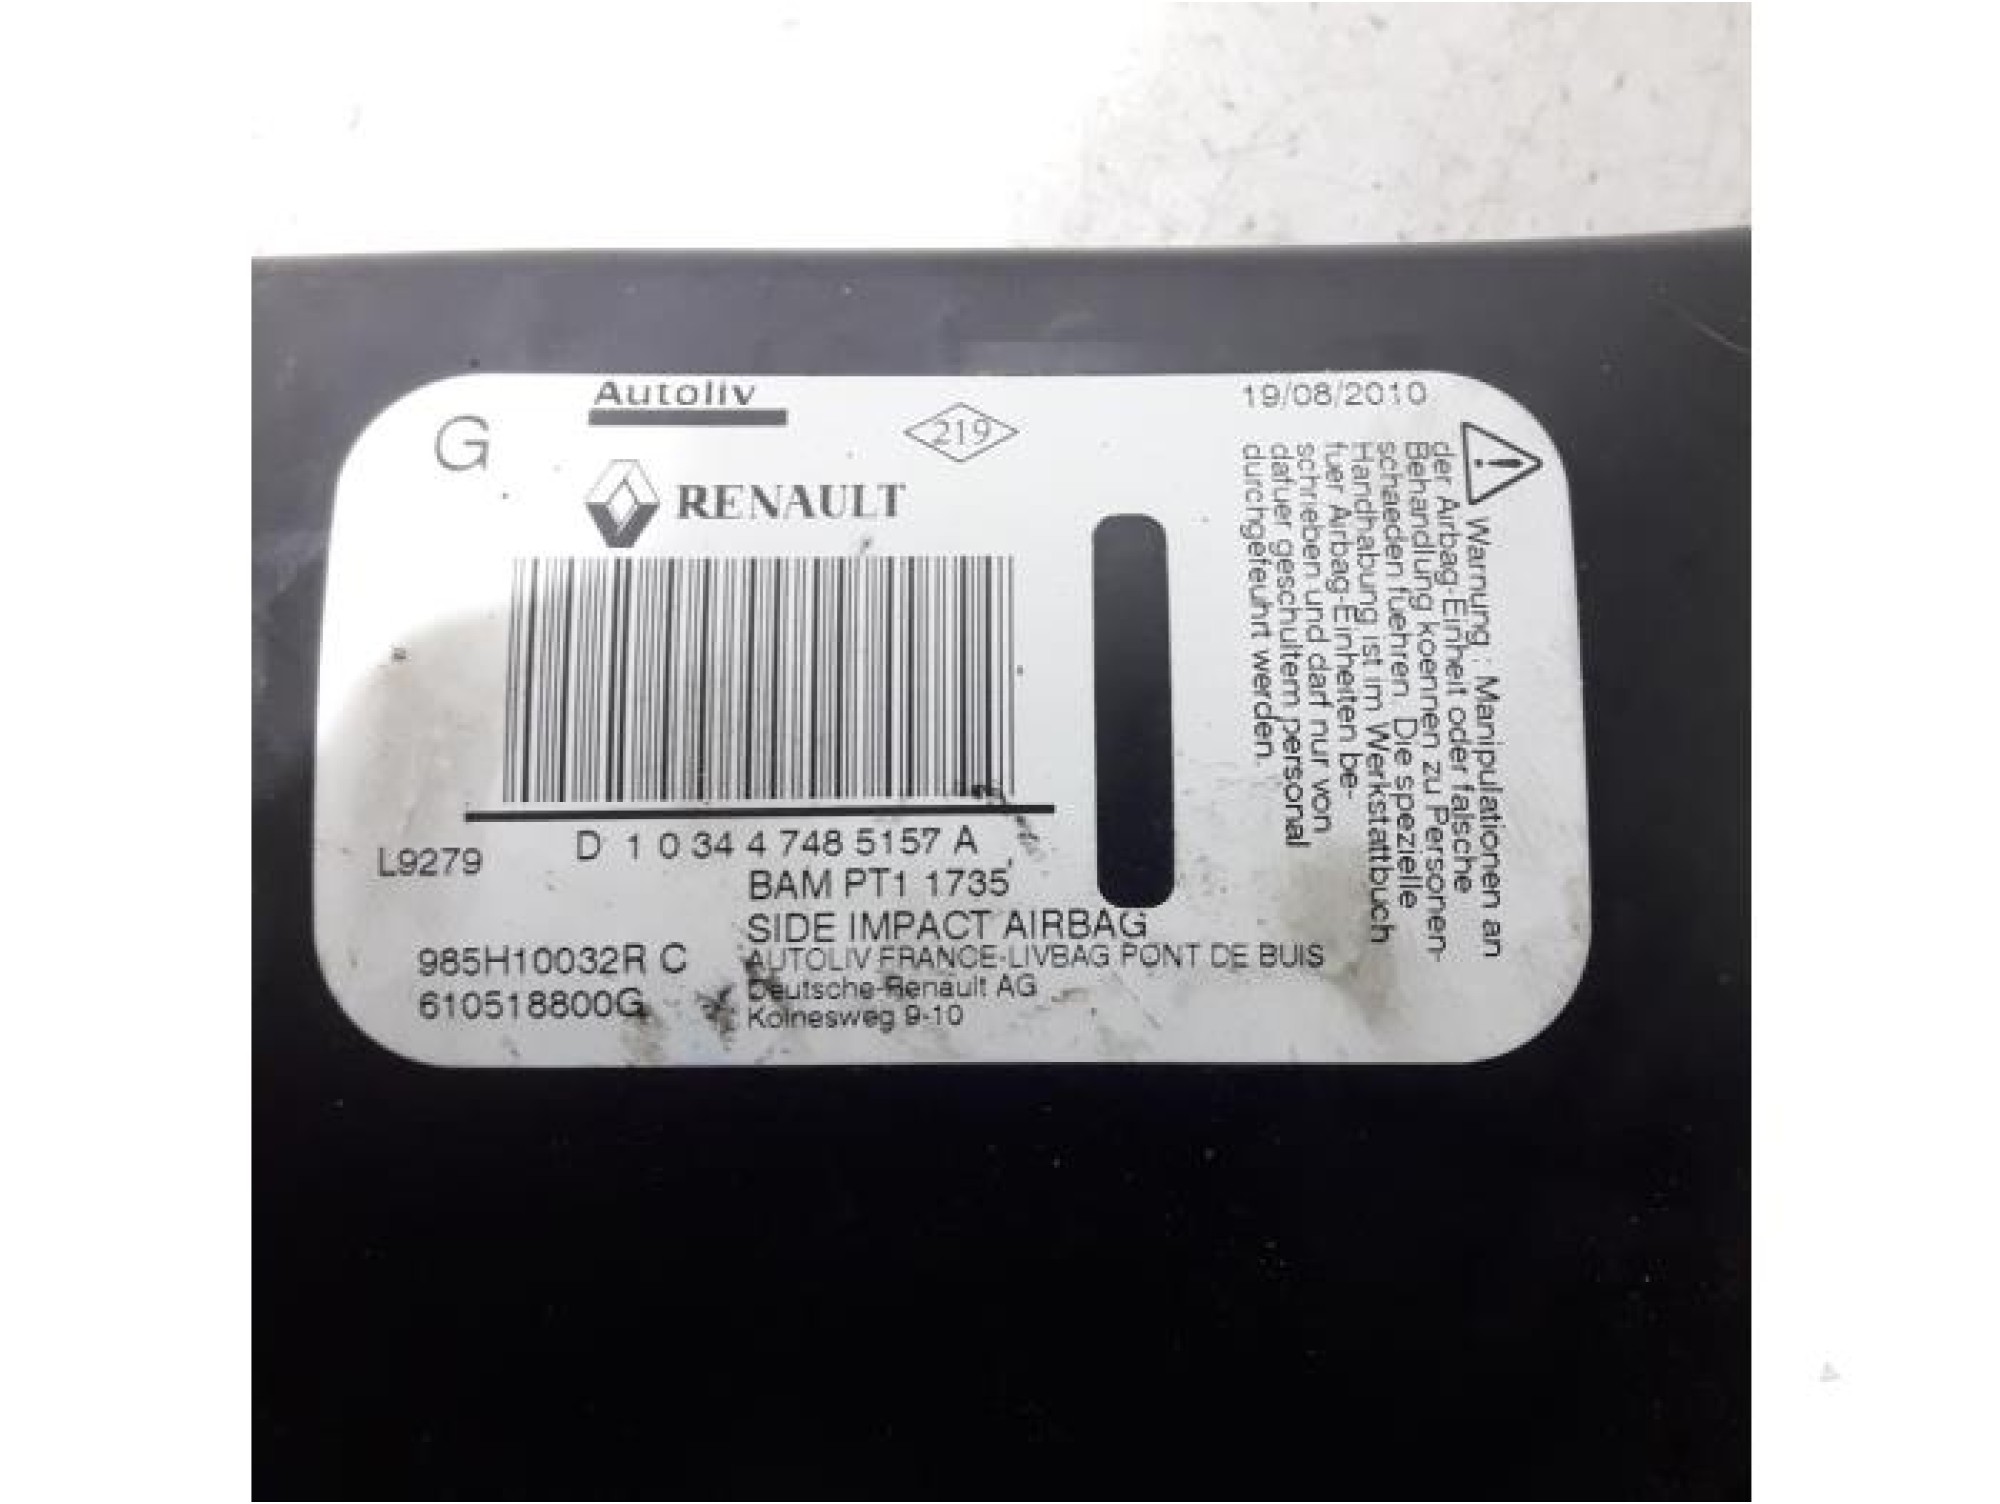 Autoliv
19/08/2010
G
219
RENAULT
D 1 0 34 4 748 5157 A
L9279
BAM PT1 1735
SIDE IMPACT AIRBAG
985H10032R C
AUTOLIV FRANCE-LIVBAG PONT DE BUIS
610518800G
Deutsche-Renault AG
Kolnesweg 9-10
Warnung : Manipulationen an
der Airbag-Einheit oder falsche
Behandlung koennen zu Personen-
schaeden fuehren. Die spezielle
Handhabung ist im Werkstattbuch
fuer Airbag-Einheiten be-
schrieben und darf nur von
dafuer geschultem personal
durchgefeuhrt werden.